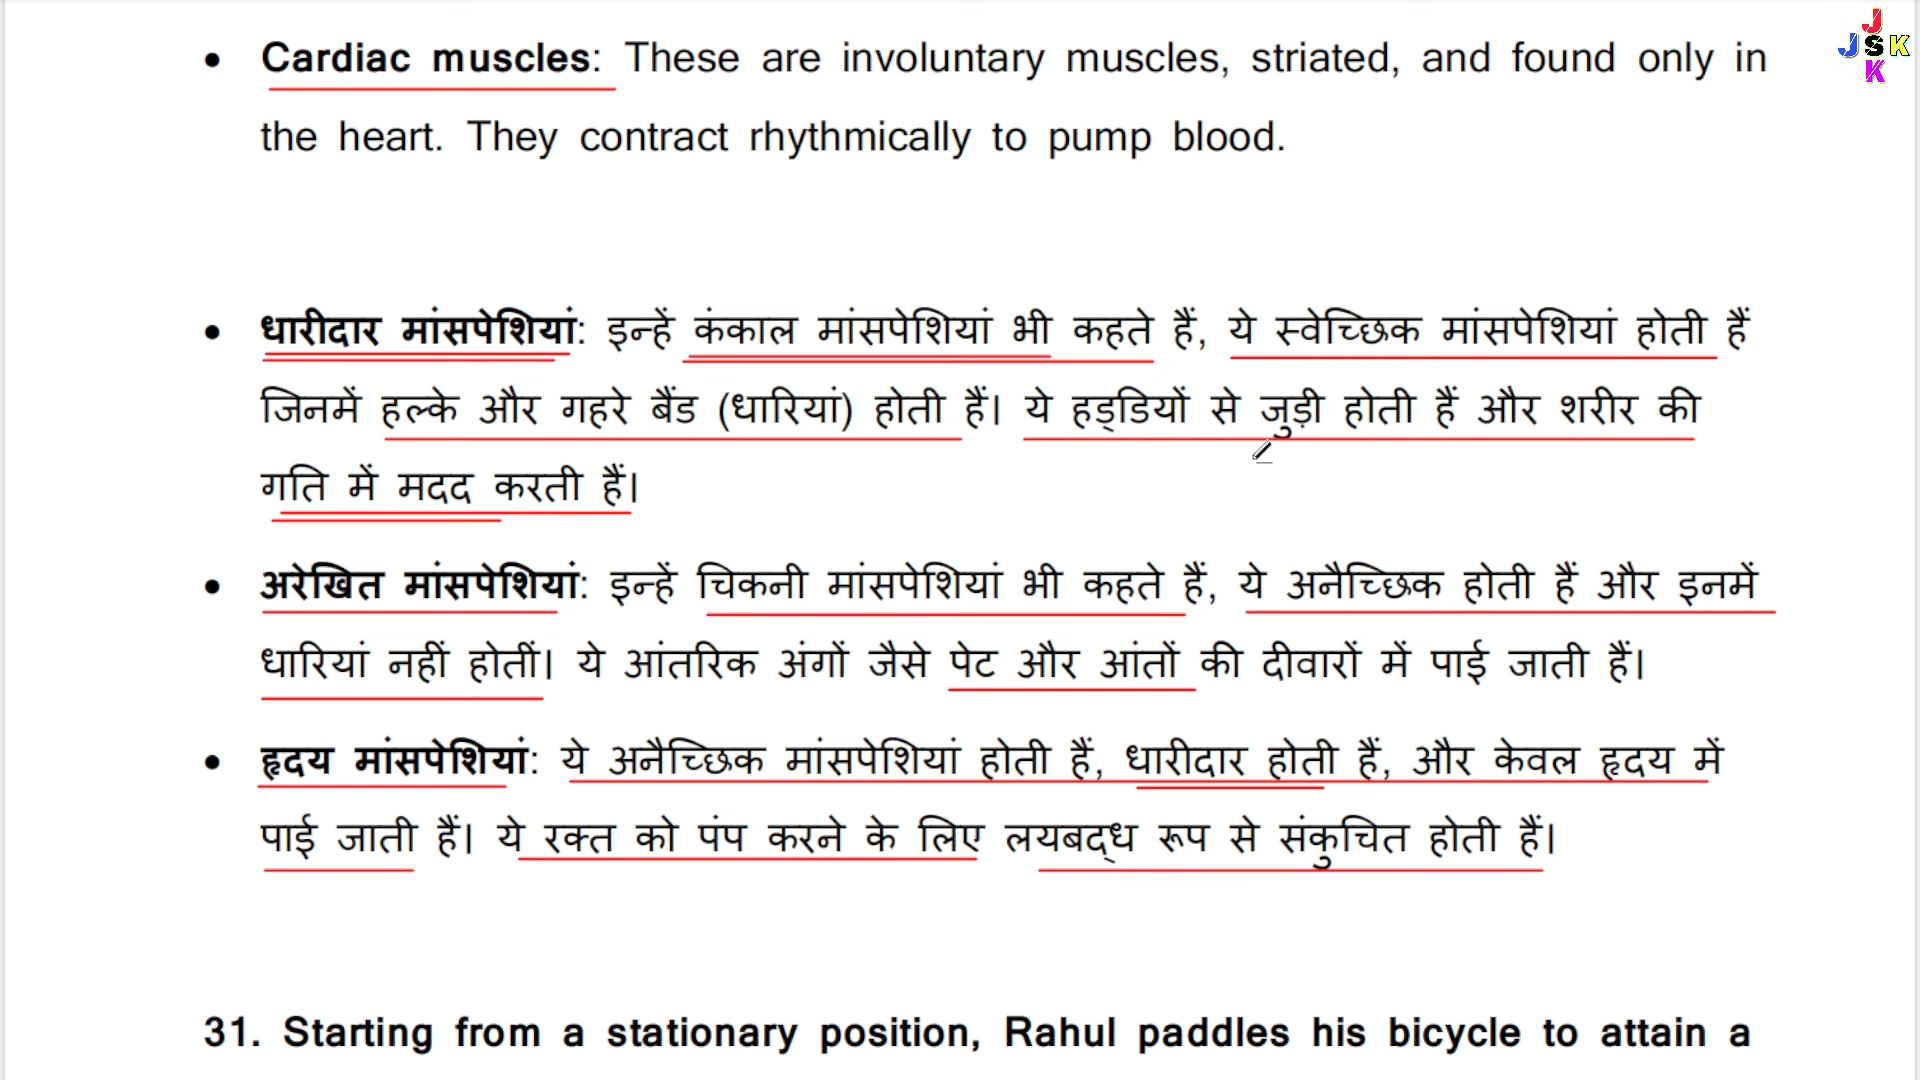 J
JSK
K
• Cardiac muscles: These are involuntary muscles, striated, and found only in
the heart. They contract rhythmically to pump blood.
• धारीदार मांसपेशियां: इन्हें कंकाल मांसपेशियां भी कहते हैं, ये स्वेच्छिक मांसपेशियां होती हैं
जिनमें हल्के और गहरे बैंड (धारियां) होती हैं। ये हड्डियों से जुड़ी होती हैं और शरीर की
गति में मदद करती हैं।
• अरेखित मांसपेशियां: इन्हें चिकनी मांसपेशियां भी कहते हैं, ये अनैच्छिक होती हैं और इनमें
धारियां नहीं होतीं। ये आंतरिक अंगों जैसे पेट और आंतों की दीवारों में पाई जाती हैं।
• हृदय मांसपेशियां: ये अनैच्छिक मांसपेशियां होती हैं, धारीदार होती हैं, और केवल हृदय में
पाई जाती हैं। ये रक्त को पंप करने के लिए लयबद्ध रूप से संकुचित होती हैं।
31. Starting from a stationary position, Rahul paddles his bicycle to attain a